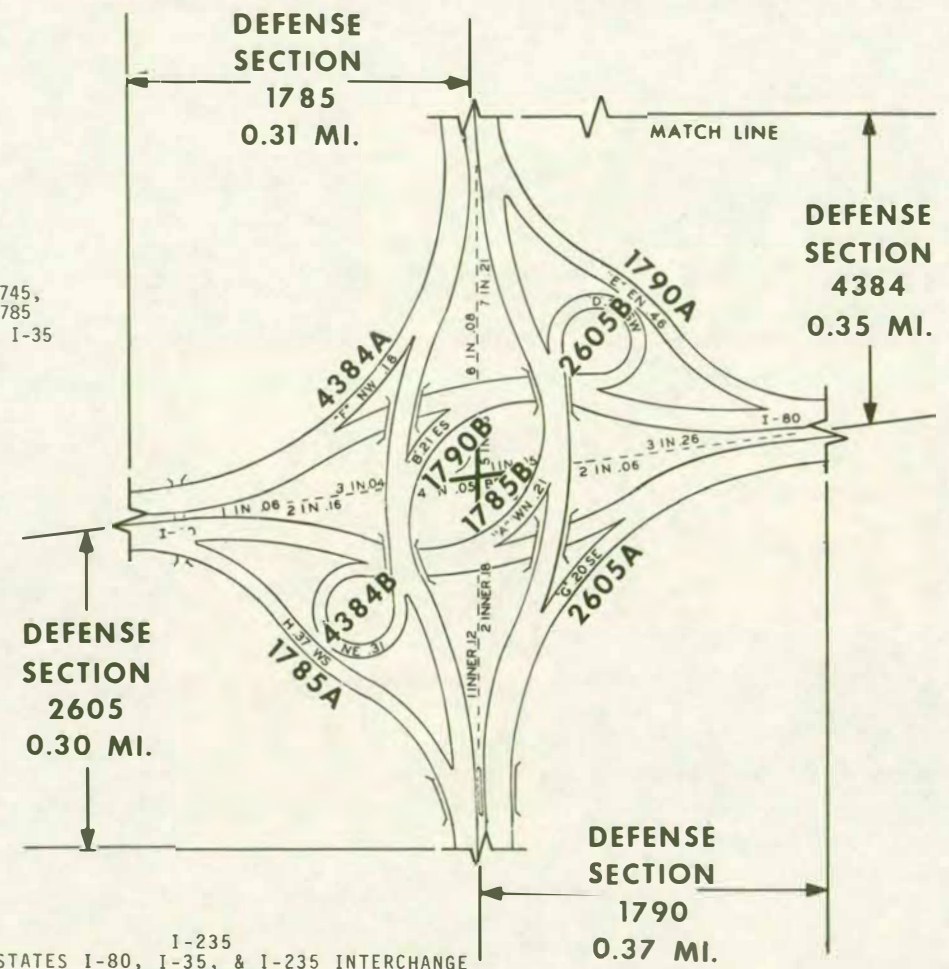 DEFENSE
SECTION
1785
0.31 MI.
MATCH LINE
DEFENSE
SECTION
4384
0.35 MI.
745,
785
I-35
"E" EN .46
1790A
2605B
7 IN .21
6 IN .08
4384A
"F" NW .18
B' 21 ES
1790B
1785B
"A" WN .21
I-80
3 IN .26
2 IN .06
1 IN .06
2 IN .16
3 IN .04
4 IN .05
"G" 20 SE
2605A
4384B
NE .31
H .37 WS
1785A
1 INNER .12
2 INNER .18
DEFENSE
SECTION
2605
0.30 MI.
DEFENSE
SECTION
1790
0.37 MI.
I-235
STATES I-80, I-35, & I-235 INTERCHANGE